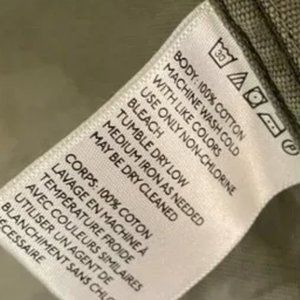 30
BODY: 100% COTTON
MACHINE WASH COLD
WITH LIKE COLORS
USE ONLY NON-CHLORINE
BLEACH
TUMBLE DRY LOW
MEDIUM IRON AS NEEDED
MAY BE DRY CLEANED
CORPS: 100% COTON
LAVAGE EN MACHINE À
TEMPÉRATURE FROIDE
AVEC COULEURS SIMILAIRES
UTILISER UN AGENT DE
BLANCHIMENT SANS CHLO